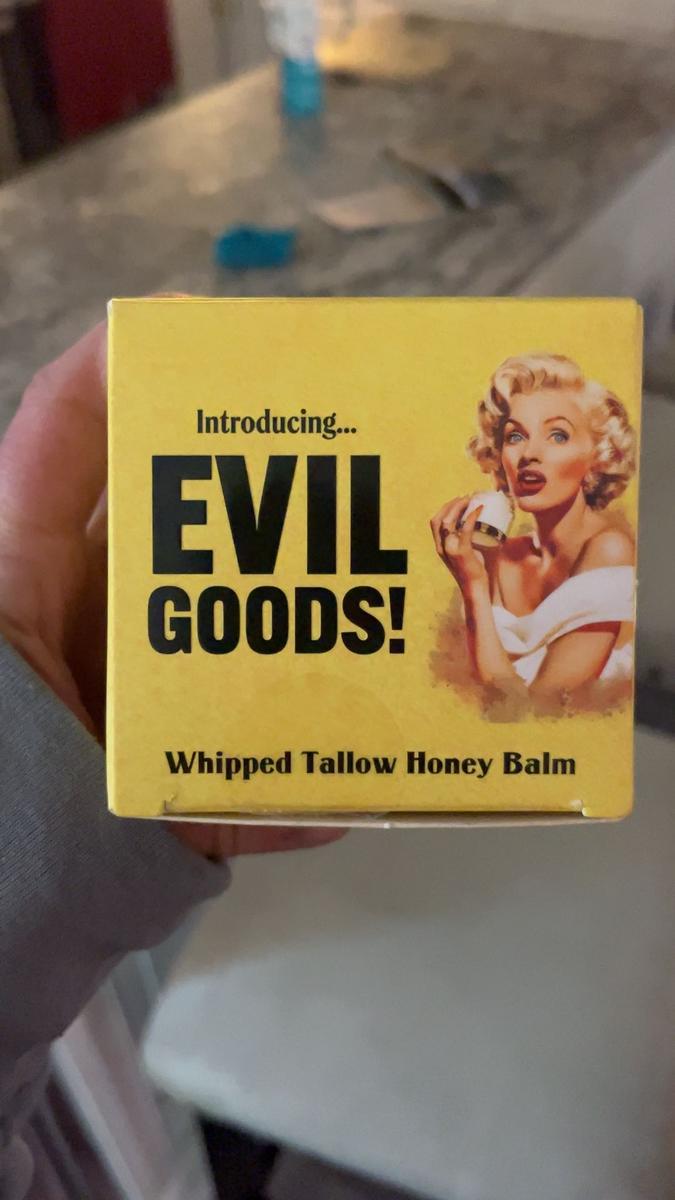 Introducing...
EVIL
GOODS!
Whipped Tallow Honey Balm